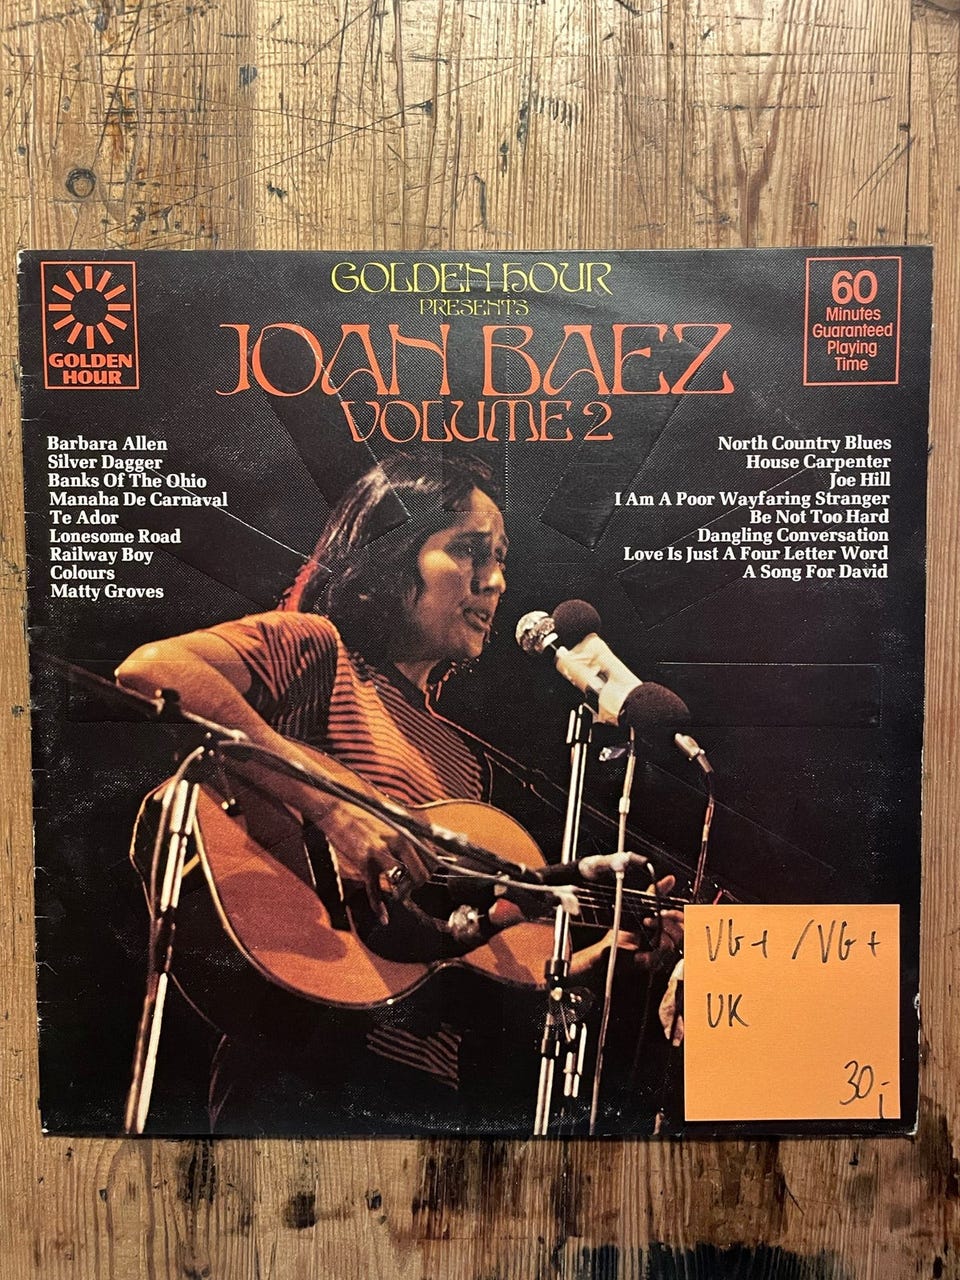 GOLDEN HOUR
PRESENTS
JOAN BAEZ
VOLUME 2
GOLDEN
HOUR
60
Minutes
Guaranteed
Playing
Time
Barbara Allen
Silver Dagger
Banks Of The Ohio
Manaha De Carnaval
Te Ador
Lonesome Road
Railway Boy
Colours
Matty Groves
North Country Blues
House Carpenter
Joe Hill
I Am A Poor Wayfaring Stranger
Be Not Too Hard
Dangling Conversation
Love Is Just A Four Letter Word
A Song For David
VG+ /VG+
UK
30,-